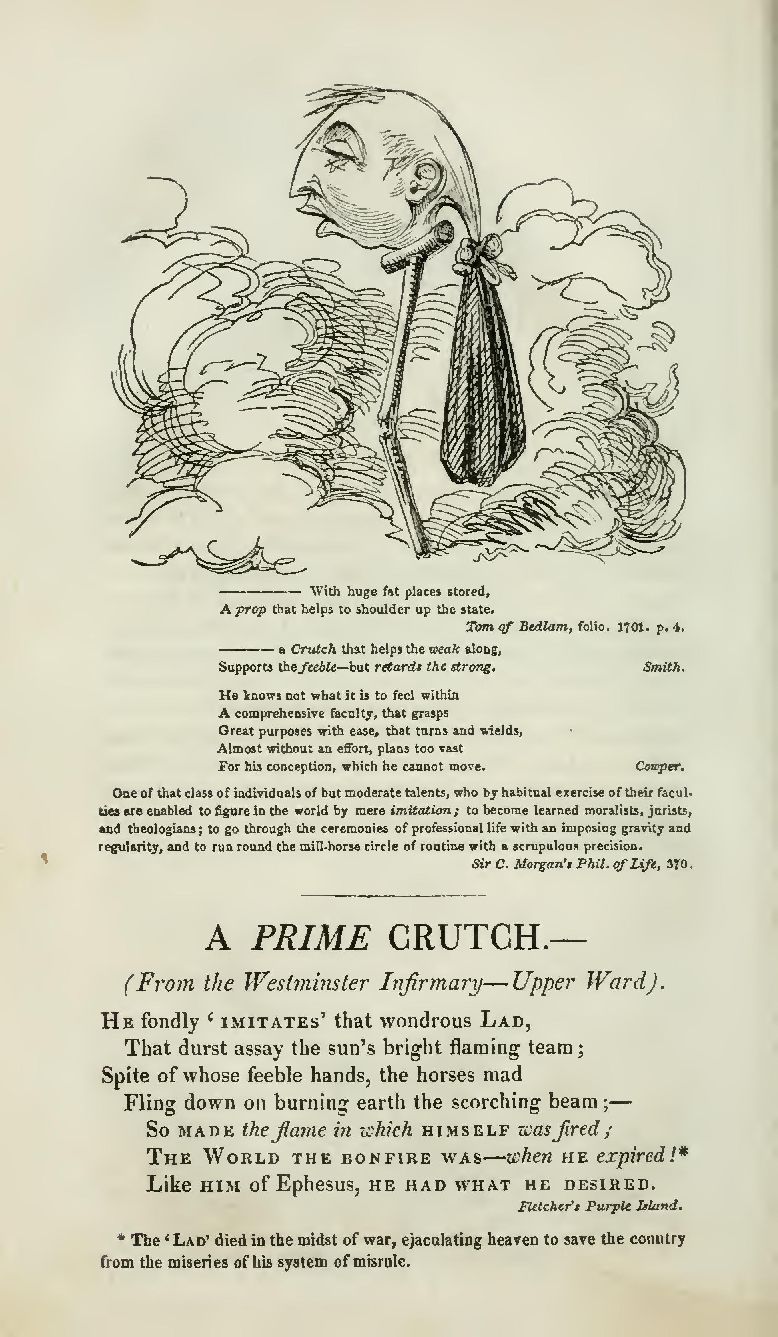 ————— With huge fat places stored,
A prop that helps to shoulder up the state.
Tom of Bedlam, folio. 1701. p. 4.
———— a Crutch that helps the weak along,
Supports the feeble—but retards the strong. Smith.
He knows not what it is to feel within
A comprehensive faculty, that grasps
Great purposes with ease, that turns and wields,
Almost without an effort, plans too vast
For his conception, which he cannot move. Cowper.
One of that class of individuals of but moderate talents, who by habitual exercise of their facul-
ties are enabled to figure in the world by mere imitation; to become learned moralists, jurists,
and theologians; to go through the ceremonies of professional life with an imposing gravity and
regularity, and to run round the mill-horse circle of routine with a scrupulous precision.
Sir C. Morgan's Phil. of Life, 370.
A PRIME CRUTCH.—
(From the Westminster Infirmary—Upper Ward).
HE fondly ‘IMITATES’ that wondrous LAD,
That durst assay the sun's bright flaming team;
Spite of whose feeble hands, the horses mad
Fling down on burning earth the scorching beam;—
SO MADE the flame in which HIMSELF was fired;
THE WORLD THE BONFIRE WAS—when HE expired!*
Like HIM of Ephesus, HE HAD WHAT HE DESIRED.
Fletcher's Purple Island.
* The ‘LAD’ died in the midst of war, ejaculating heaven to save the country
from the miseries of his system of misrule.